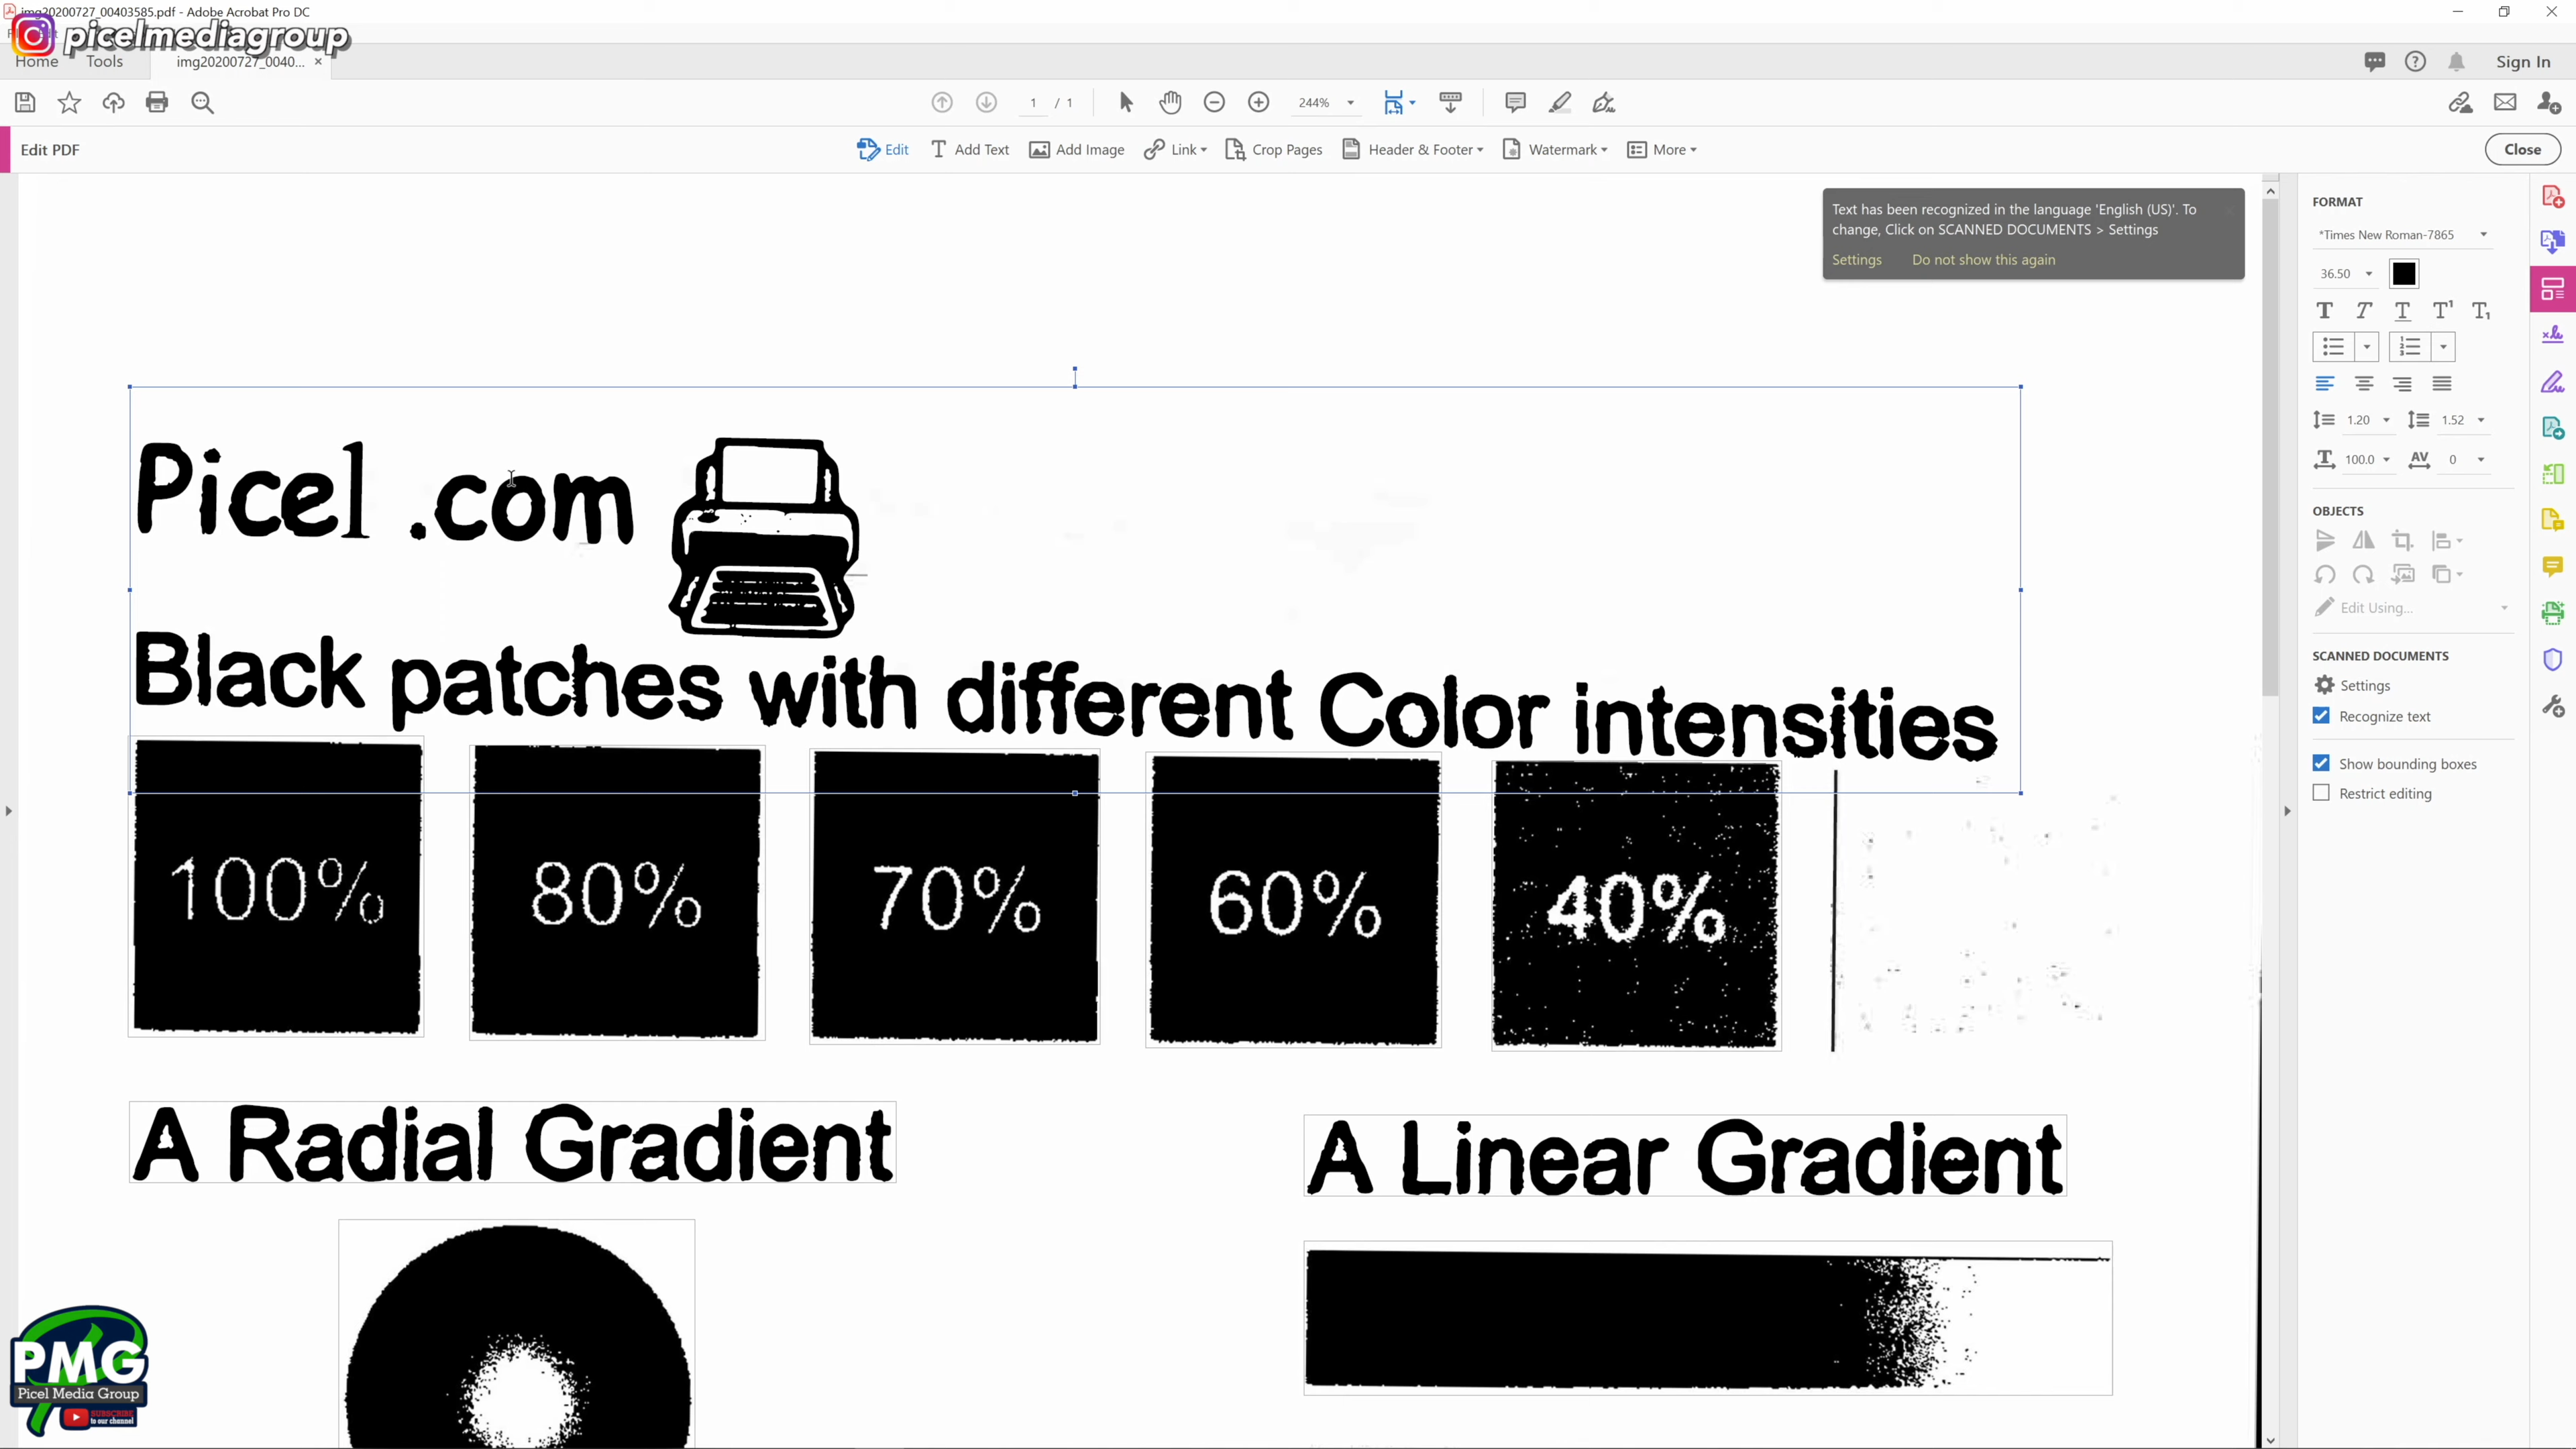 img20200727_00403585.pdf - Adobe Acrobat Pro DC
picelmediagroup
Home Tools img20200727_0040... × Sign In
1 / 1 244%
Edit PDF Edit Add Text Add Image Link Crop Pages Header & Footer Watermark More Close
Text has been recognized in the language 'English (US)'. To
change, Click on SCANNED DOCUMENTS > Settings
Settings Do not show this again
Picel .com
Black patches with different Color intensities
100% 80% 70% 60% 40%
A Radial Gradient A Linear Gradient
FORMAT
*Times New Roman-7865
36.50
1.20 1.52
100.0 AV 0
OBJECTS
Edit Using...
SCANNED DOCUMENTS
Settings
Recognize text
Show bounding boxes
Restrict editing
PMG
Picel Media Group
SUBSCRIBE
to our channel